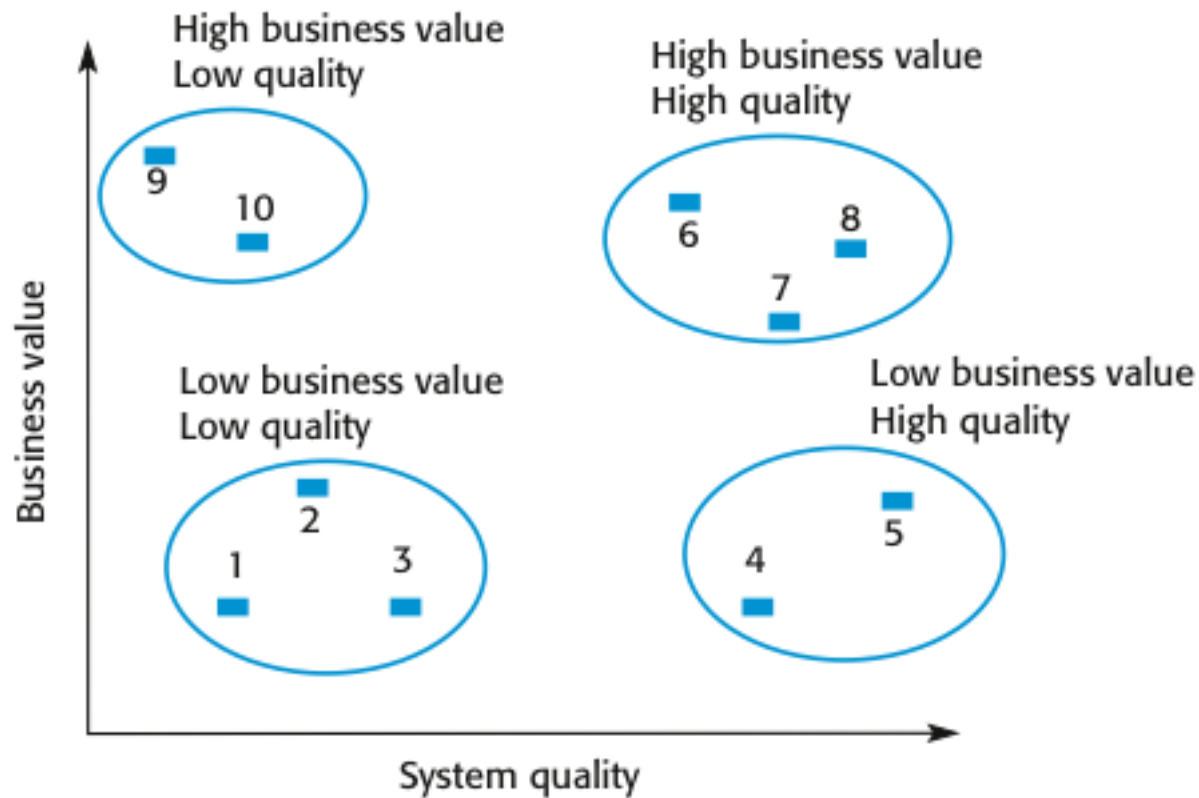 High business value
Low quality
High business value
High quality
9
10
6
8
7
Business value
Low business value
Low quality
Low business value
High quality
2
1
3
5
4
System quality